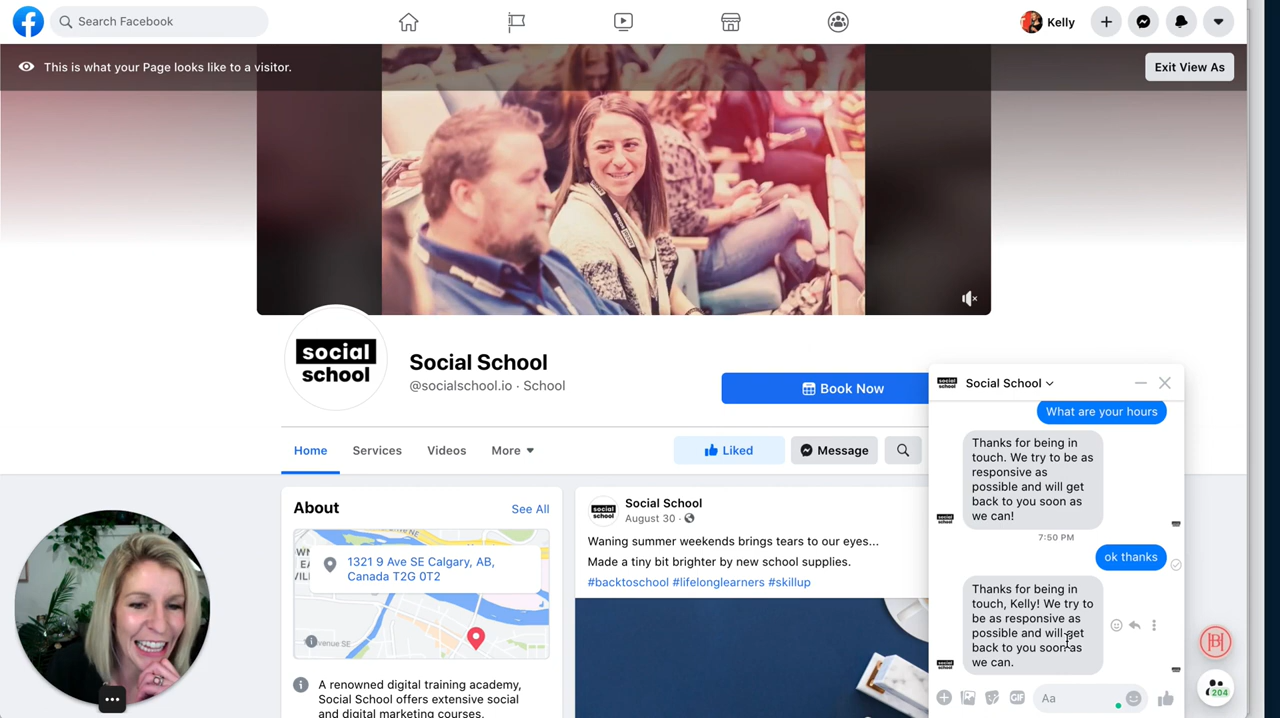 Search Facebook
Kelly
This is what your Page looks like to a visitor.
Exit View As
social
school
Social School
@socialschool.io · School
Book Now
Home
Services
Videos
More
Liked
Message
About
See All
1321 9 Ave SE Calgary, AB,
Canada T2G 0T2
A renowned digital training academy,
Social School offers extensive social
and digital marketing courses.
social
school
Social School
August 30 ·
Waning summer weekends brings tears to our eyes...
Made a tiny bit brighter by new school supplies.
#backtoschool #lifelonglearners #skillup
social
school
Social School
What are your hours
Thanks for being in
touch. We try to be as
responsive as
possible and will get
back to you soon as
we can!
7:50 PM
ok thanks
Thanks for being in
touch, Kelly! We try to
be as responsive as
possible and will get
back to you soon as
we can.
GIF
Aa
204